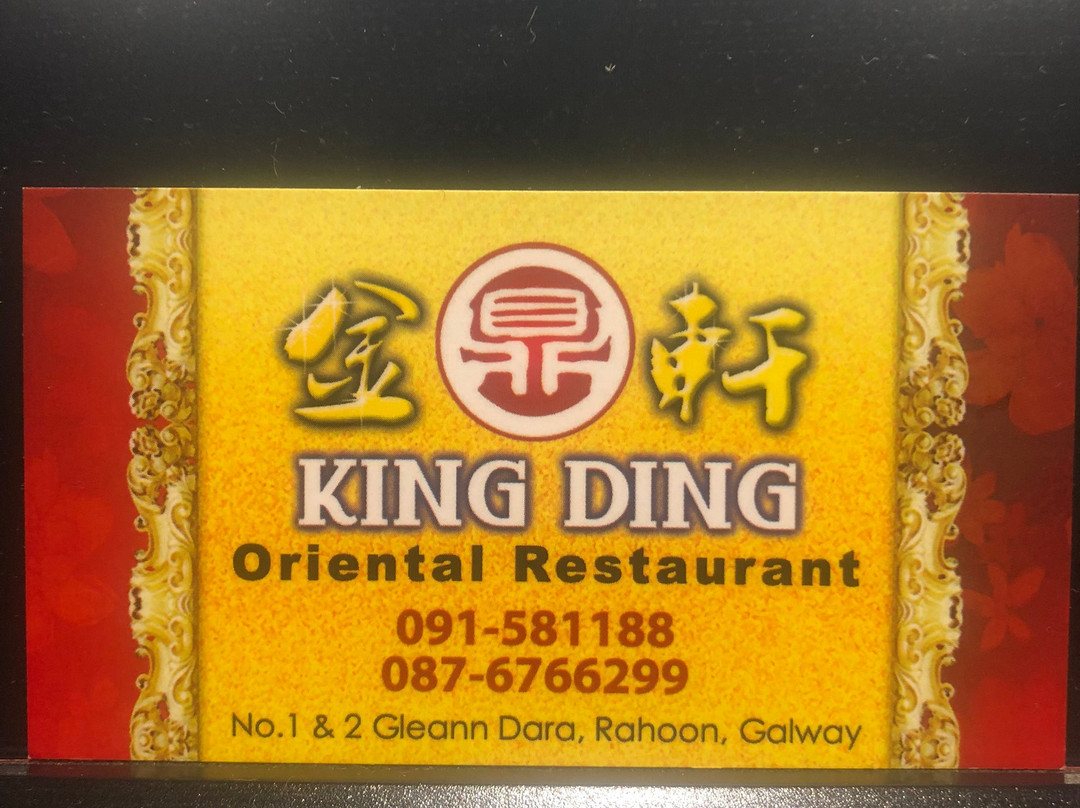 金鼎軒
KING DING
Oriental Restaurant
091-581188
087-6766299
No.1 & 2 Gleann Dara, Rahoon, Galway